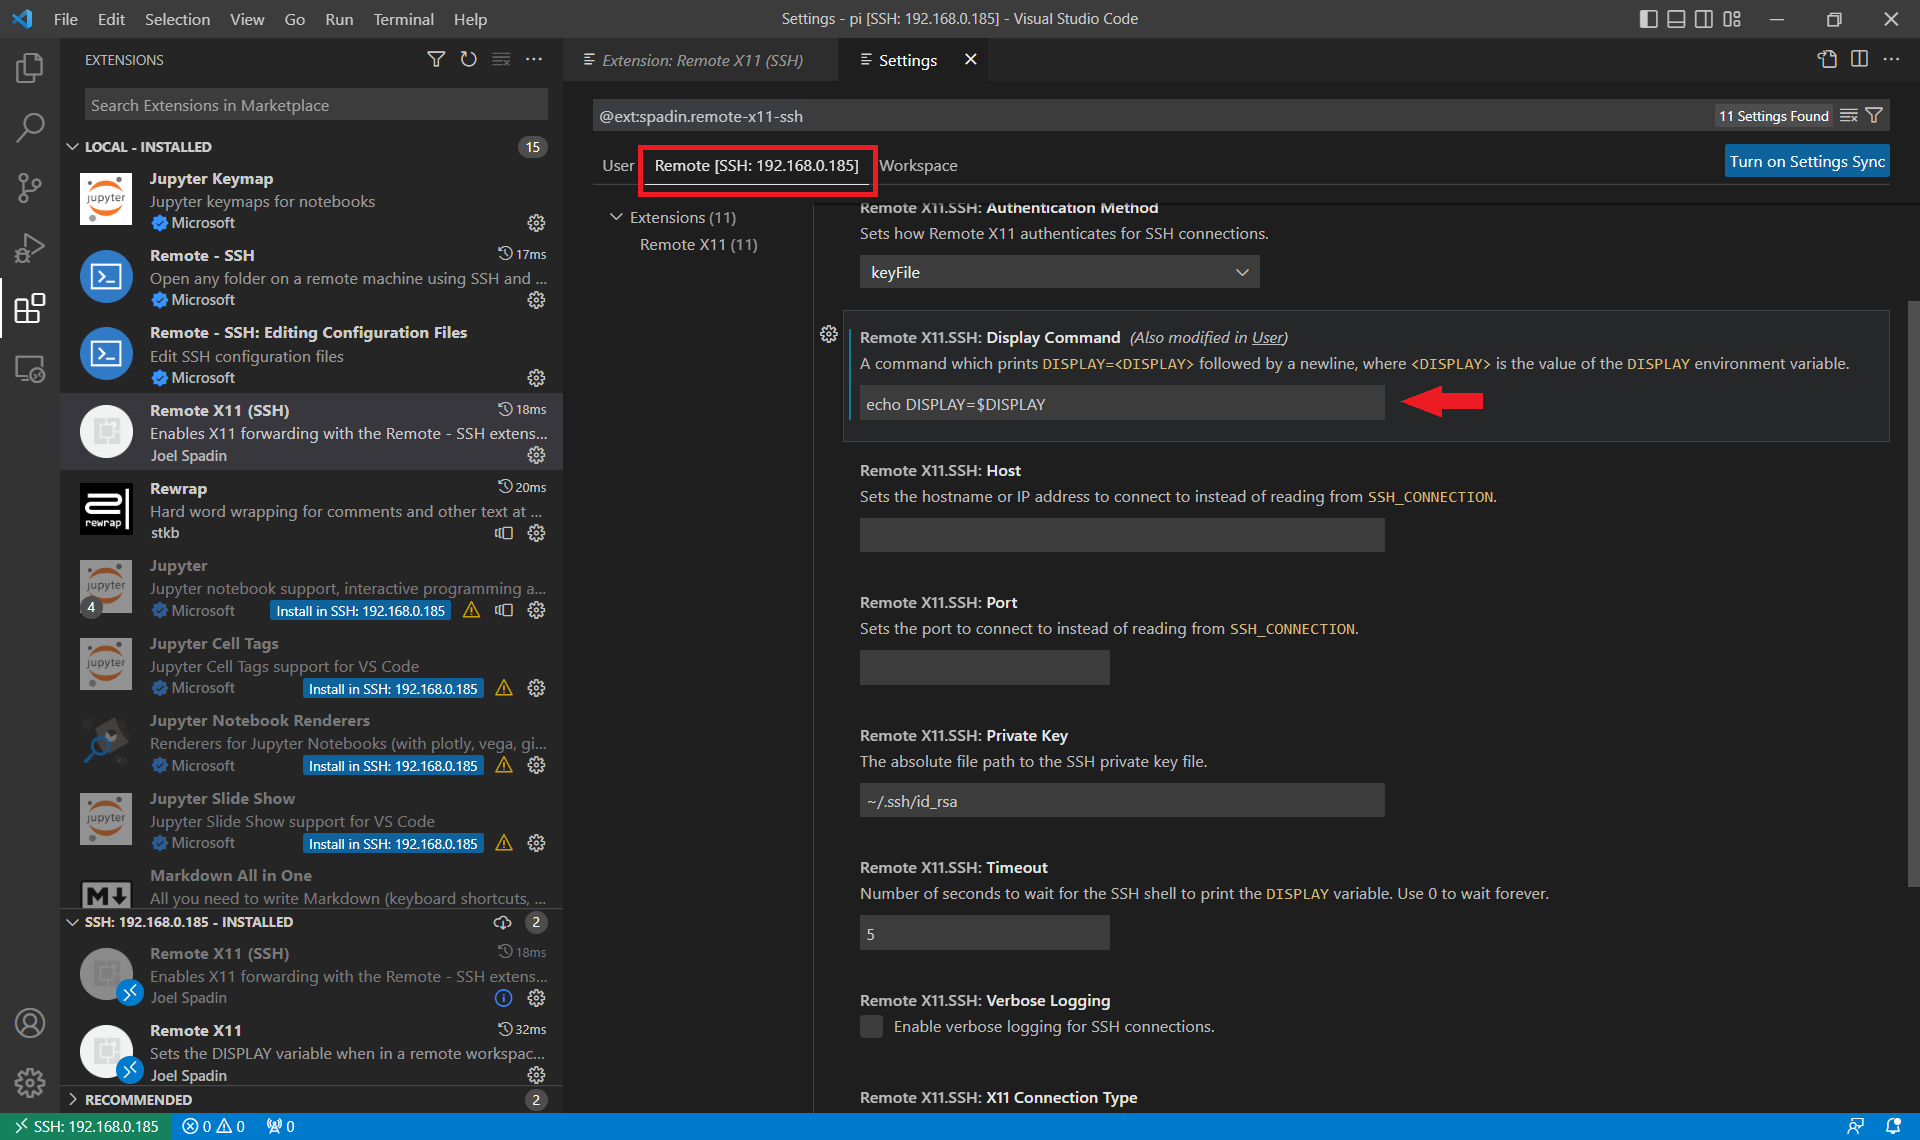 File Edit Selection View Go Run Terminal Help
Settings - pi [SSH: 192.168.0.185] - Visual Studio Code
EXTENSIONS
Search Extensions in Marketplace
LOCAL - INSTALLED 15
Jupyter Keymap
Jupyter keymaps for notebooks
Microsoft
jupyter
Remote - SSH 17ms
Open any folder on a remote machine using SSH and ...
Microsoft
Remote - SSH: Editing Configuration Files
Edit SSH configuration files
Microsoft
Remote X11 (SSH) 18ms
Enables X11 forwarding with the Remote - SSH extens...
Joel Spadin
Rewrap 20ms
Hard word wrapping for comments and other text at ...
stkb
rewrap
Jupyter
Jupyter notebook support, interactive programming a...
Microsoft Install in SSH: 192.168.0.185
jupyter
4
Jupyter Cell Tags
Jupyter Cell Tags support for VS Code
Microsoft Install in SSH: 192.168.0.185
jupyter
Jupyter Notebook Renderers
Renderers for Jupyter Notebooks (with plotly, vega, gi...
Microsoft Install in SSH: 192.168.0.185
Jupyter Slide Show
Jupyter Slide Show support for VS Code
Microsoft Install in SSH: 192.168.0.185
jupyter
Markdown All in One
All you need to write Markdown (keyboard shortcuts, ...
M
SSH: 192.168.0.185 - INSTALLED 2
Remote X11 (SSH) 18ms
Enables X11 forwarding with the Remote - SSH extens...
Joel Spadin
Remote X11 32ms
Sets the DISPLAY variable when in a remote workspac...
Joel Spadin
RECOMMENDED 2
Extension: Remote X11 (SSH)
Settings
@ext:spadin.remote-x11-ssh
11 Settings Found
User Remote [SSH: 192.168.0.185] Workspace
Turn on Settings Sync
Extensions (11)
Remote X11 (11)
Remote X11.SSH: Authentication Method
Sets how Remote X11 authenticates for SSH connections.
keyFile
Remote X11.SSH: Display Command (Also modified in User)
A command which prints DISPLAY=<DISPLAY> followed by a newline, where <DISPLAY> is the value of the DISPLAY environment variable.
echo DISPLAY=$DISPLAY
Remote X11.SSH: Host
Sets the hostname or IP address to connect to instead of reading from SSH_CONNECTION.
Remote X11.SSH: Port
Sets the port to connect to instead of reading from SSH_CONNECTION.
Remote X11.SSH: Private Key
The absolute file path to the SSH private key file.
~/.ssh/id_rsa
Remote X11.SSH: Timeout
Number of seconds to wait for the SSH shell to print the DISPLAY variable. Use 0 to wait forever.
5
Remote X11.SSH: Verbose Logging
Enable verbose logging for SSH connections.
Remote X11.SSH: X11 Connection Type
SSH: 192.168.0.185 0 0 0